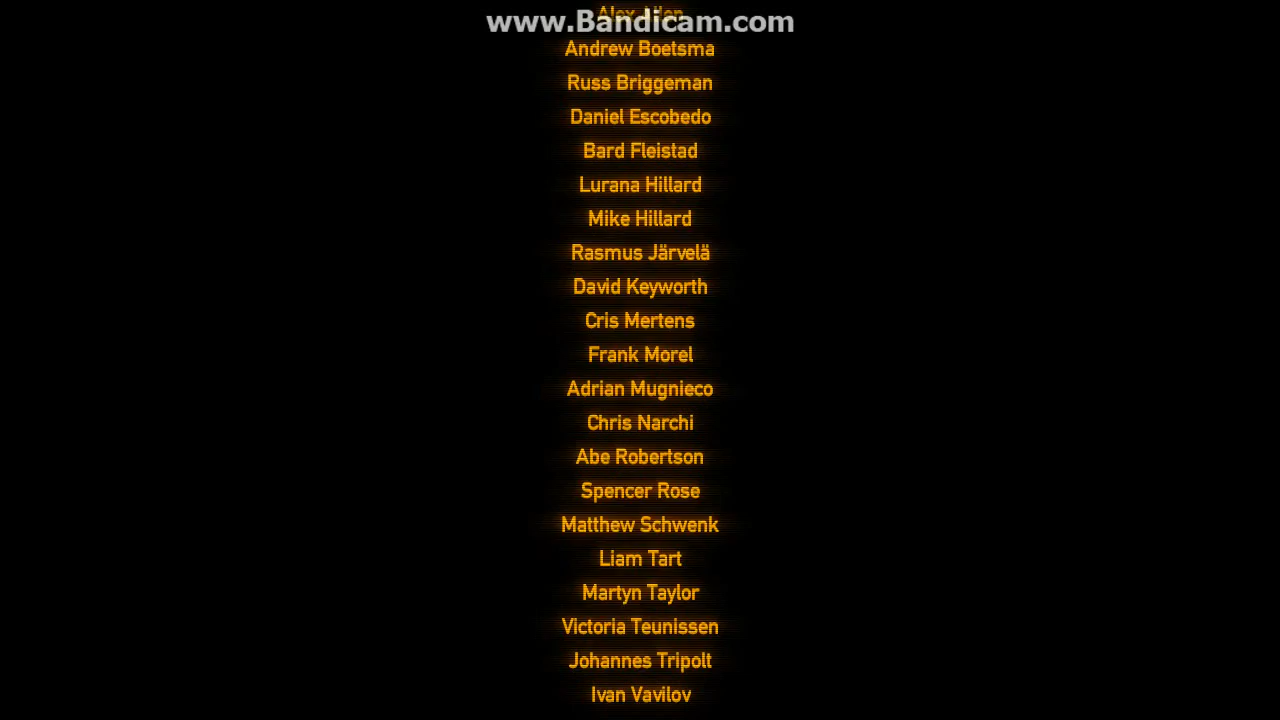 www.Bandicam.com
Andrew Boetsma
Russ Briggeman
Daniel Escobedo
Bard Fleistad
Lurana Hillard
Mike Hillard
Rasmus Järvelä
David Keyworth
Cris Mertens
Frank Morel
Adrian Mugnieco
Chris Narchi
Abe Robertson
Spencer Rose
Matthew Schwenk
Liam Tart
Martyn Taylor
Victoria Teunissen
Johannes Tripolt
Ivan Vavilov